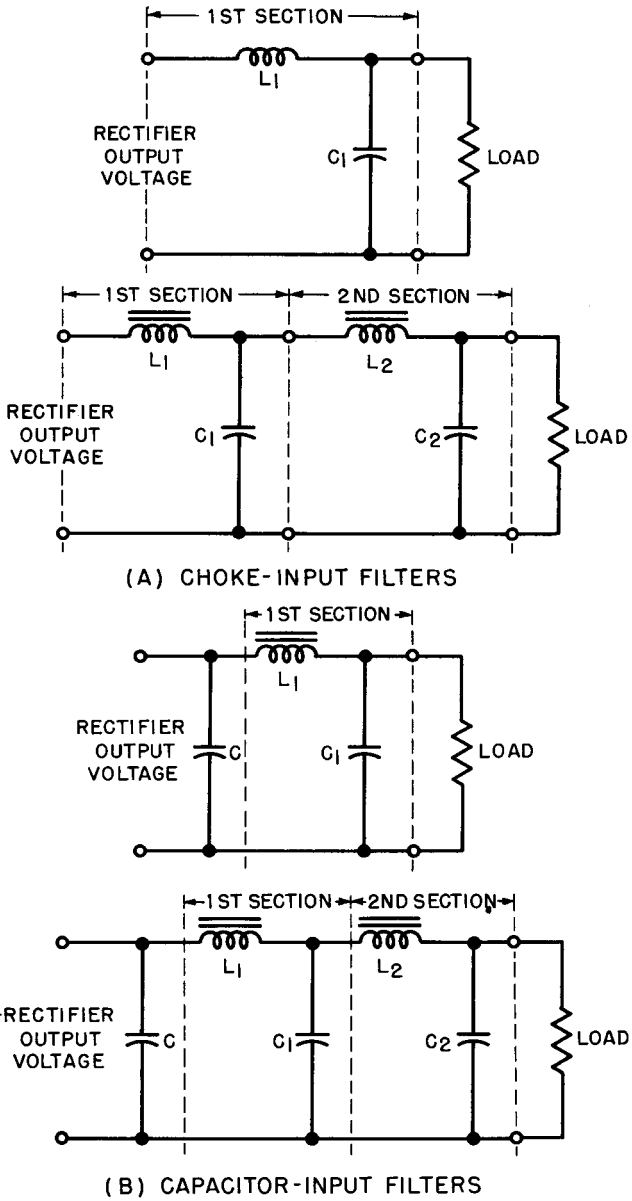 1ST SECTION
L1
RECTIFIER
OUTPUT
VOLTAGE
C1
LOAD
1ST SECTION
2ND SECTION
L1
L2
RECTIFIER
OUTPUT
VOLTAGE
C1
C2
LOAD
(A) CHOKE-INPUT FILTERS
1ST SECTION
L1
RECTIFIER
OUTPUT
VOLTAGE
C
C1
LOAD
1ST SECTION
2ND SECTION
L1
L2
RECTIFIER
OUTPUT
VOLTAGE
C
C1
C2
LOAD
(B) CAPACITOR-INPUT FILTERS